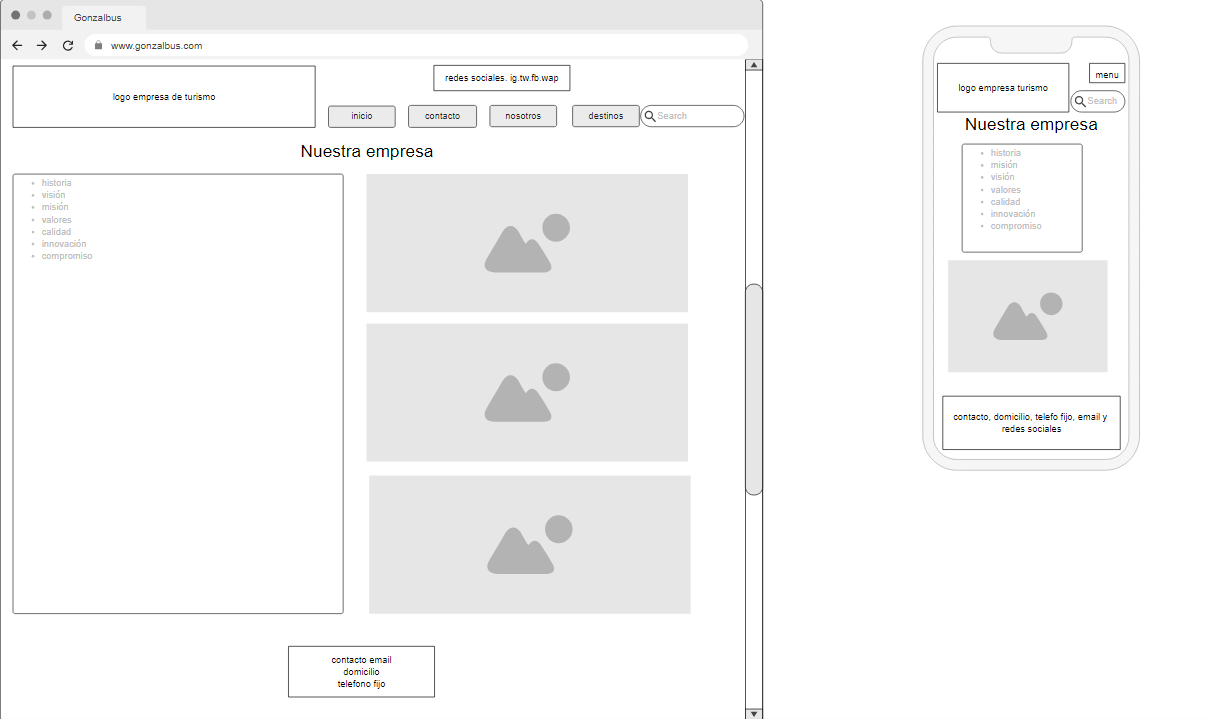 Gonzalbus
www.gonzalbus.com
logo empresa de turismo
redes sociales. ig.tw.fb.wap
inicio
contacto
nosotros
destinos
Search
Nuestra empresa
• historia
• visión
• misión
• valores
• calidad
• innovación
• compromiso
contacto email
domicilio
telefono fijo
logo empresa turismo
menu
Search
Nuestra empresa
• historia
• misión
• visión
• valores
• calidad
• innovación
• compromiso
contacto, domicilio, telefo fijo, email y
redes sociales